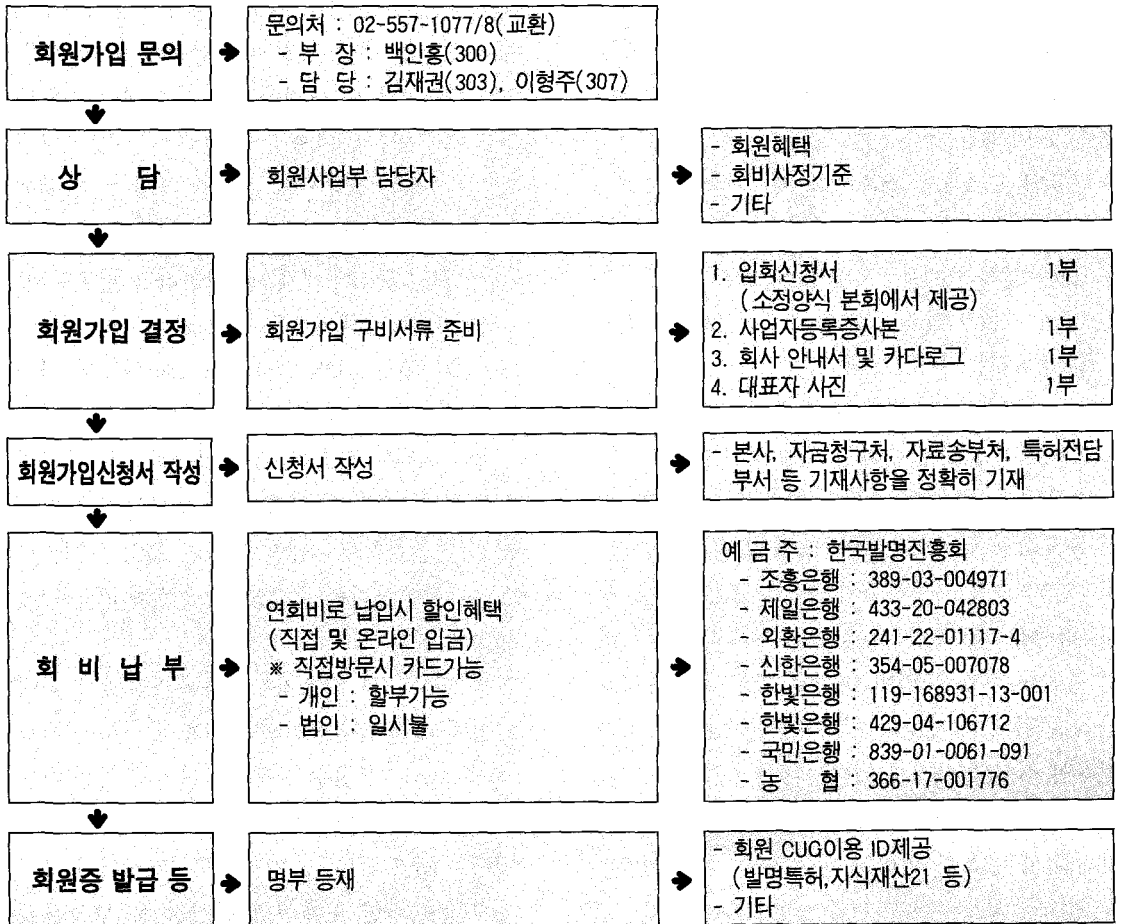 회원가입 문의
문의처 : 02-557-1077/8(교환)
- 부 장 : 백인홍(300)
- 담 당 : 김재권(303), 이형주(307)
상 담
회원사업부 담당자
- 회원혜택
- 회비사정기준
- 기타
회원가입 결정
회원가입 구비서류 준비
1. 입회신청서 1부
(소정양식 본회에서 제공)
2. 사업자등록증사본 1부
3. 회사 안내서 및 카다로그 1부
4. 대표자 사진 1부
회원가입신청서 작성
신청서 작성
- 본사, 자금청구처, 자료송부처, 특허전담
부서 등 기재사항을 정확히 기재
회 비 납 부
연회비로 납입시 할인혜택
(직접 및 온라인 입금)
※ 직접방문시 카드가능
- 개인 : 할부가능
- 법인 : 일시불
예 금 주 : 한국발명진흥회
- 조흥은행 : 389-03-004971
- 제일은행 : 433-20-042803
- 외환은행 : 241-22-01117-4
- 신한은행 : 354-05-007078
- 한빛은행 : 119-168931-13-001
- 한빛은행 : 429-04-106712
- 국민은행 : 839-01-0061-091
- 농 협 : 366-17-001776
회원증 발급 등
명부 등재
- 회원 CUG이용 ID제공
(발명특허,지식재산21 등)
- 기타